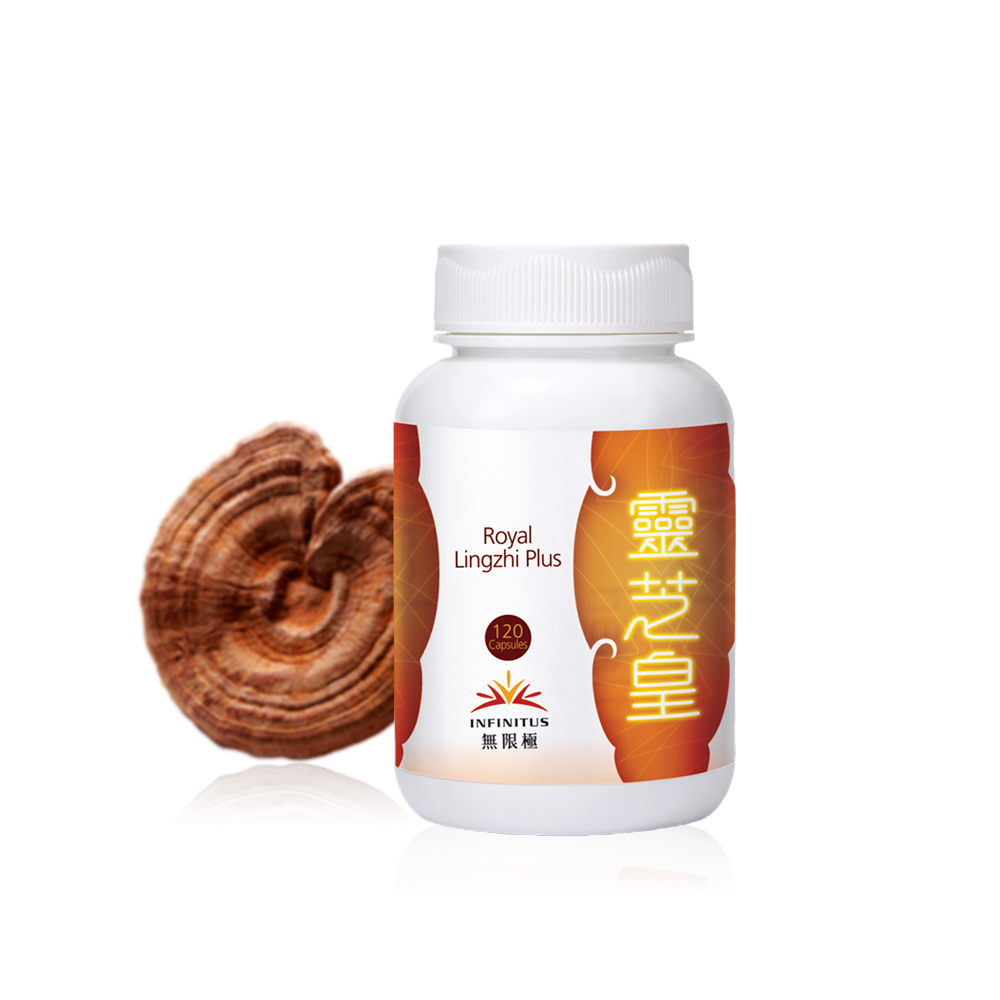 Royal
Lingzhi Plus
120
Capsules
INFINITUS
無限極
靈芝皇